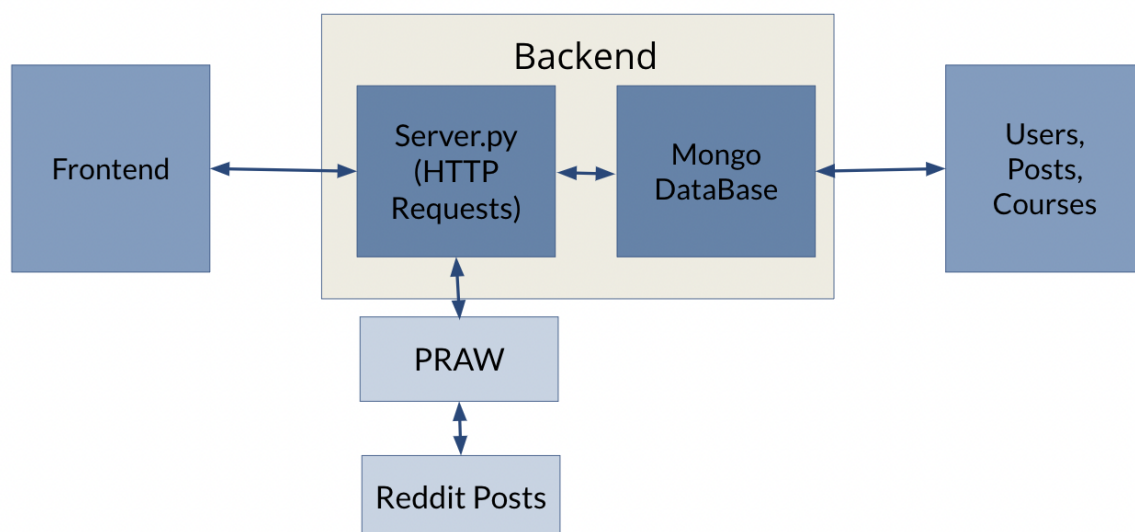 Backend
Frontend
Server.py
(HTTP
Requests)
Mongo
DataBase
Users,
Posts,
Courses
PRAW
Reddit Posts